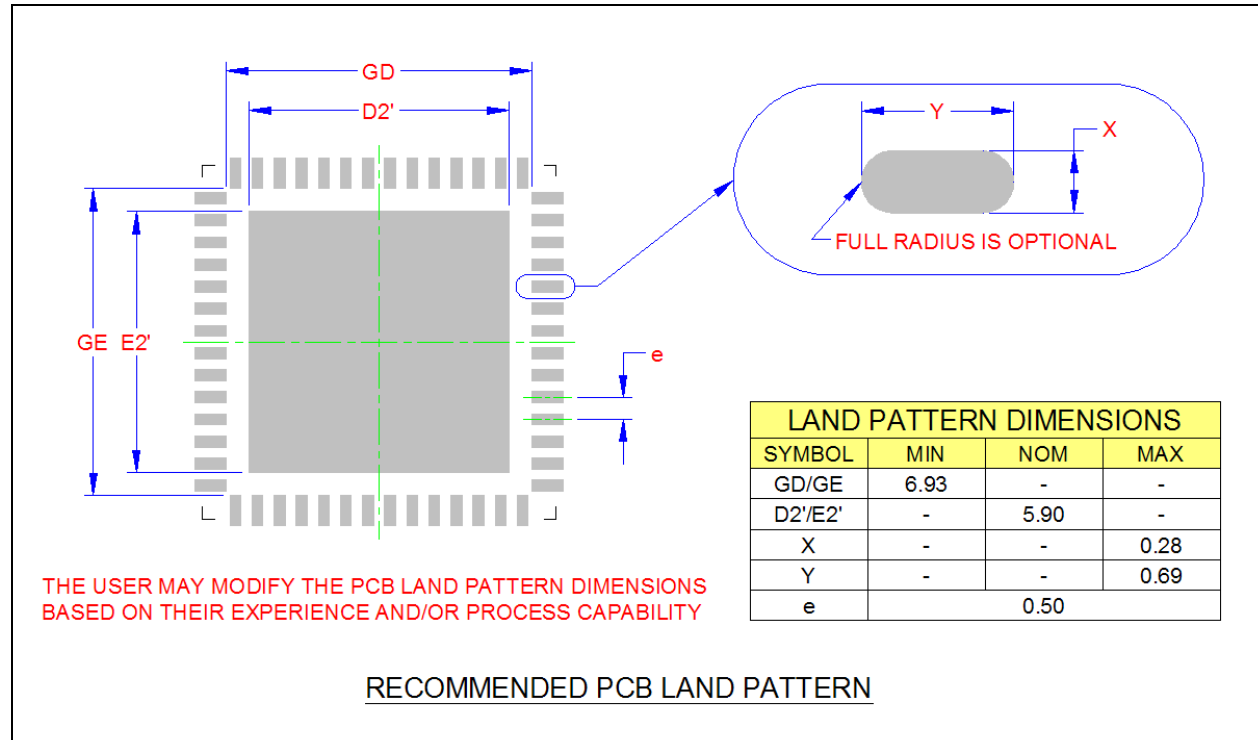 GD
D2'
Y
X
FULL RADIUS IS OPTIONAL
GE E2'
e
LAND PATTERN DIMENSIONS
SYMBOL MIN NOM MAX
GD/GE 6.93 - -
D2'/E2' - 5.90 -
X - - 0.28
Y - - 0.69
e 0.50
THE USER MAY MODIFY THE PCB LAND PATTERN DIMENSIONS
BASED ON THEIR EXPERIENCE AND/OR PROCESS CAPABILITY
RECOMMENDED PCB LAND PATTERN